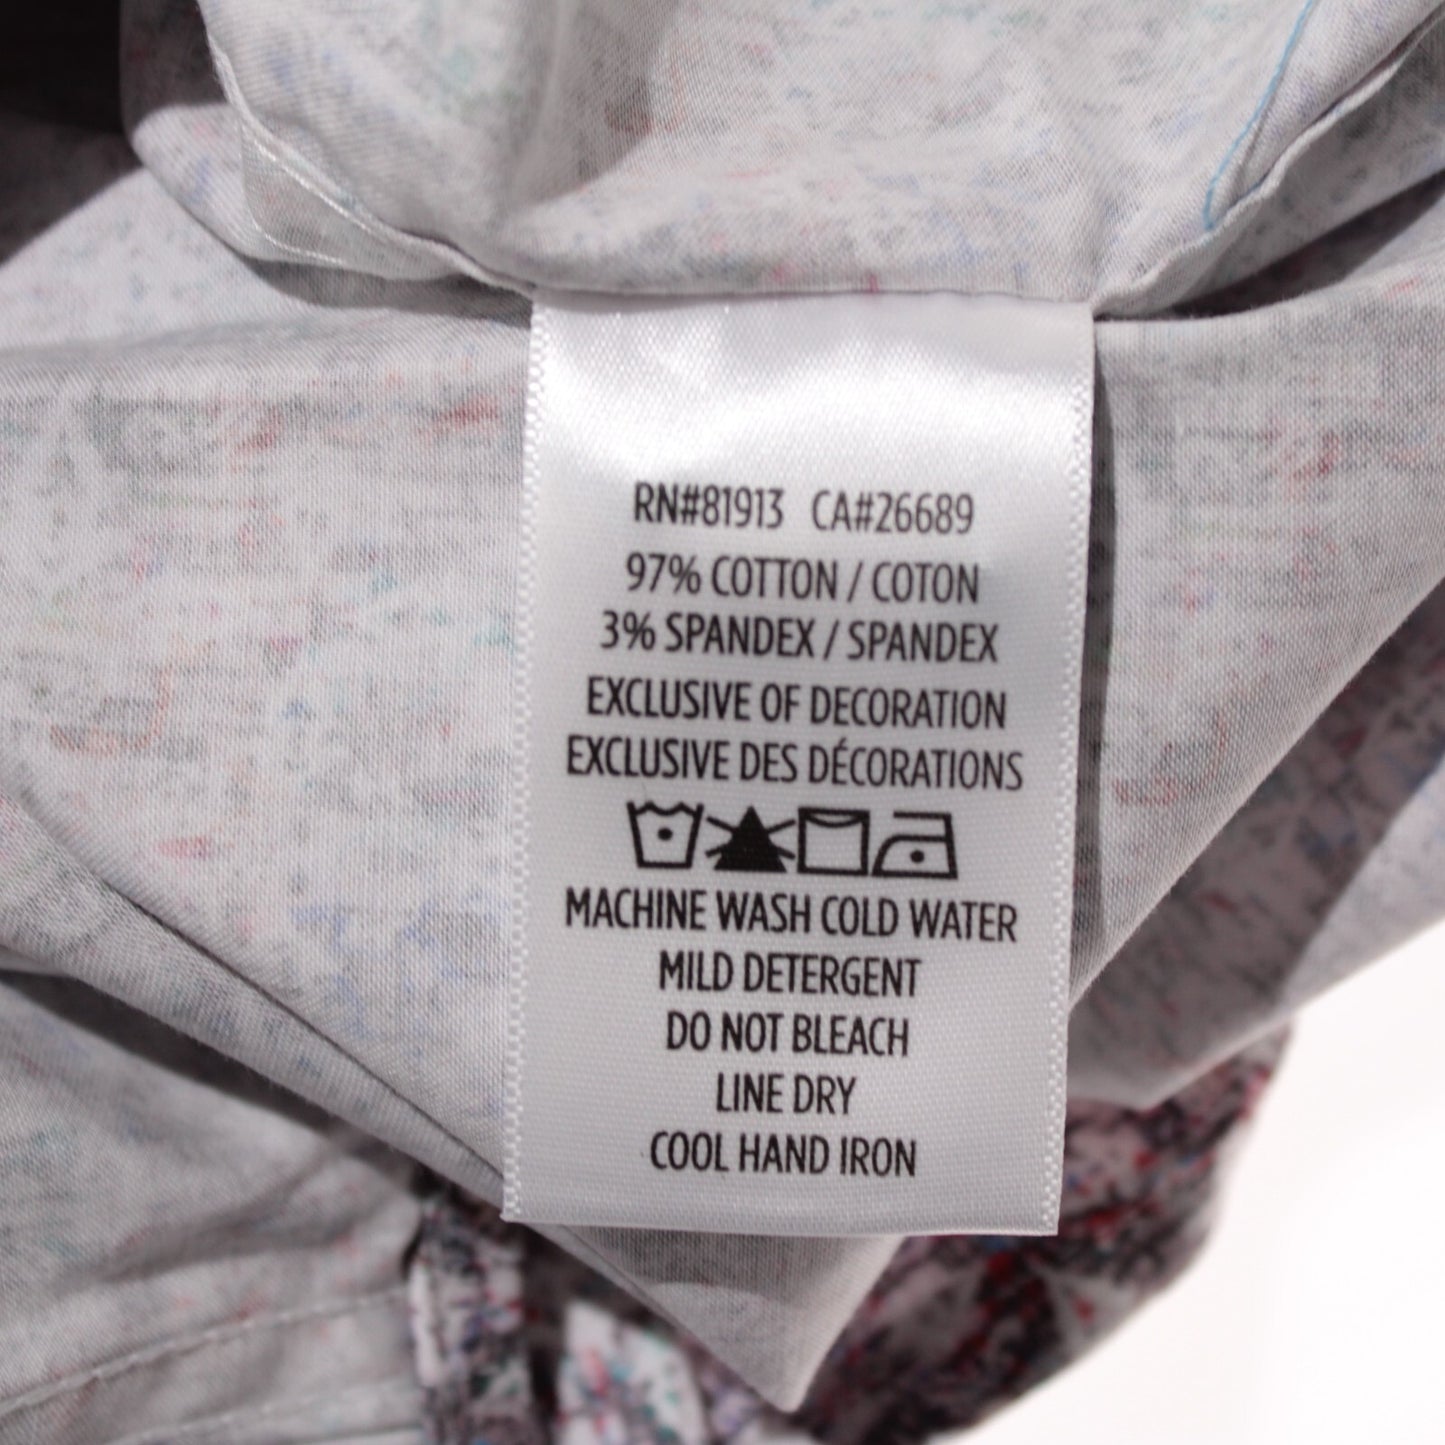 RN#81913 CA#26689
97% COTTON / COTON
3% SPANDEX / SPANDEX
EXCLUSIVE OF DECORATION
EXCLUSIVE DES DÉCORATIONS
MACHINE WASH COLD WATER
MILD DETERGENT
DO NOT BLEACH
LINE DRY
COOL HAND IRON